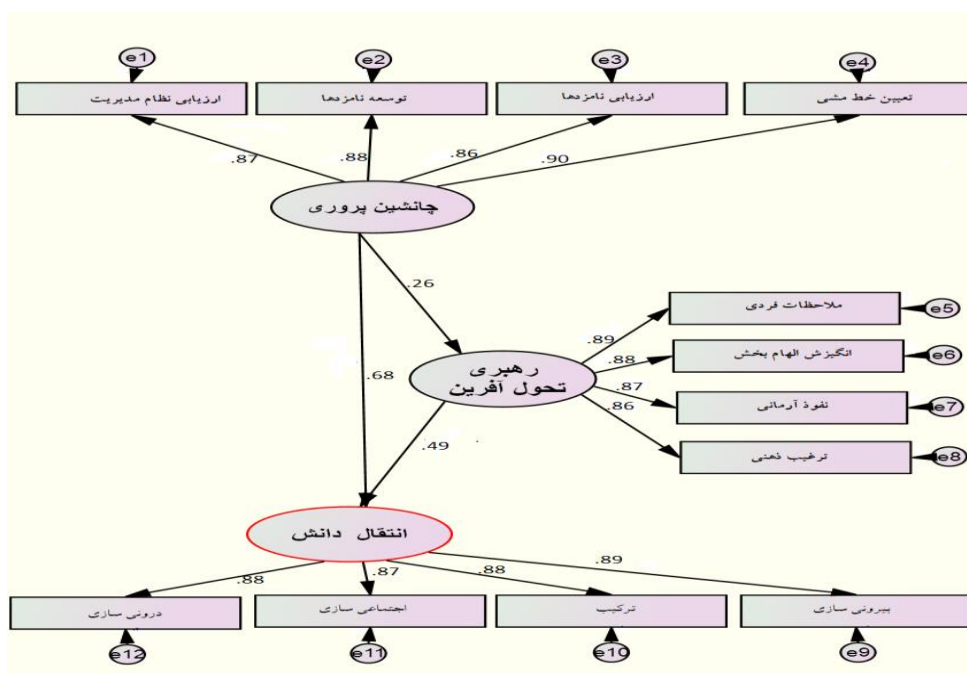 e1
e2
e3
e4
ارزیابی نظام مدیریت
توسعه نامزدها
ارزیابی نامزدها
تعیین خط مشی
.87
.88
.86
.90
جانشین پروری
.26
ملاحظات فردی
e5
.89
انگیزش الهام بخش
e6
.88
رهبری
تحول آفرین
.68
.87
نفوذ آرمانی
e7
.86
ترغیب ذهنی
e8
.49
انتقال دانش
.88
.87
.88
.89
درونی سازی
اجتماعی سازی
ترکیب
بیرونی سازی
e12
e11
e10
e9